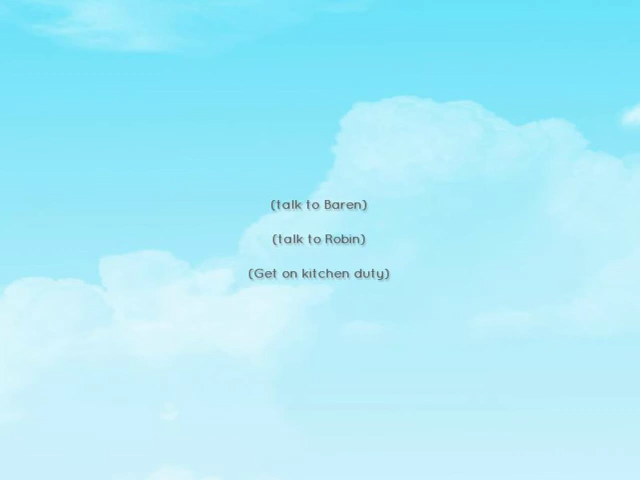 (talk to Baren)
(talk to Robin)
(Get on kitchen duty)